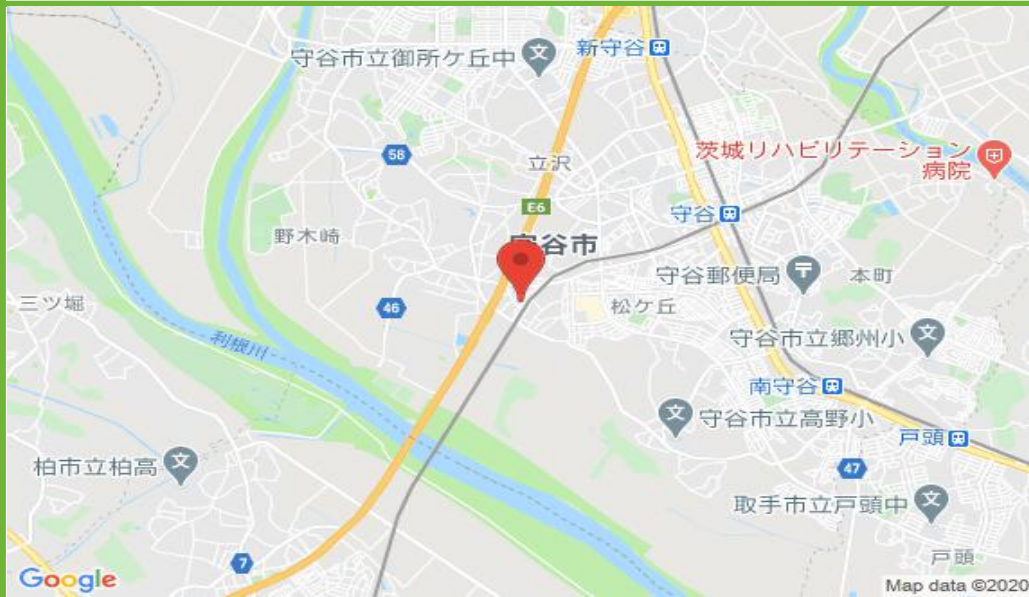 守谷市立御所ケ丘中
新守谷
58
立沢
茨城リハビリテーション
病院
E6
守谷
野木崎
守谷市
守谷郵便局
本町
三ツ堀
46
松ケ丘
利根川
守谷市立郷州小
南守谷
守谷市立高野小
戸頭
柏市立柏高
47
取手市立戸頭中
戸頭
7
Google
Map data ©2020